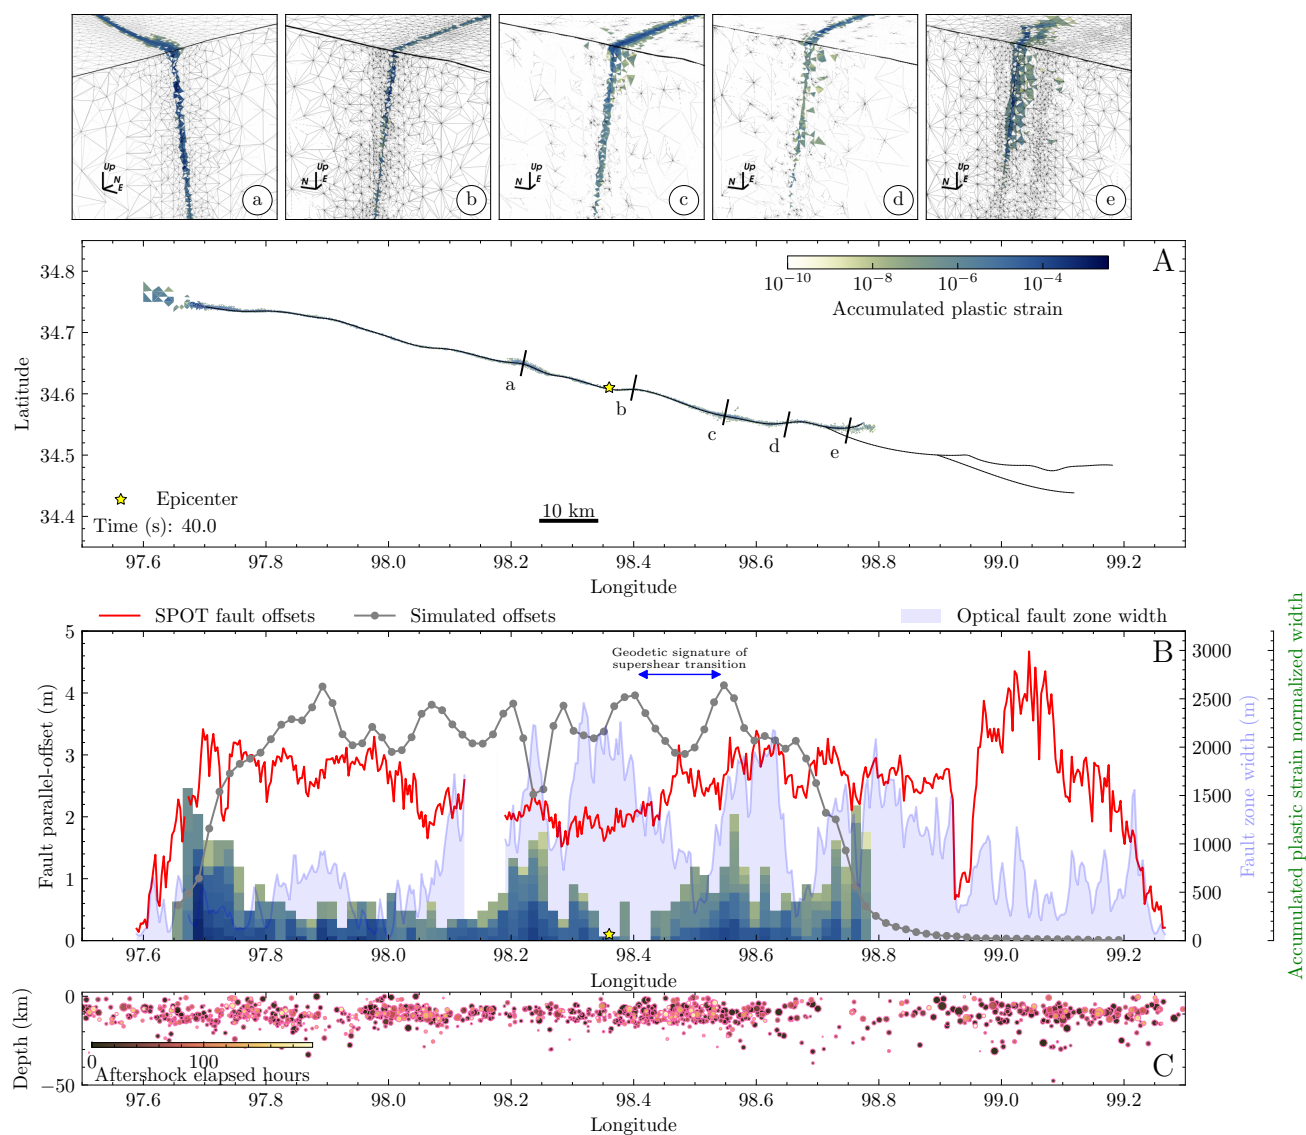 Up
N
E
a
Up
N
E
b
Up
N
E
c
Up
N
E
d
Up
N
E
e
A
34.8
34.7
34.6
34.5
34.4
Latitude
10⁻¹⁰ 10⁻⁸ 10⁻⁶ 10⁻⁴
Accumulated plastic strain
a
b
c
d
e
Epicenter
Time (s): 40.0
10 km
97.6 97.8 98.0 98.2 98.4 98.6 98.8 99.0 99.2
Longitude
SPOT fault offsets Simulated offsets Optical fault zone width
B
Geodetic signature of
supershear transition
5
4
3
2
1
0
Fault parallel-offset (m)
3000
2500
2000
1500
1000
500
0
Fault zone width (m)
Accumulated plastic strain normalized width
97.6 97.8 98.0 98.2 98.4 98.6 98.8 99.0 99.2
Longitude
0
−50
Depth (km)
0 100
Aftershock elapsed hours
C
97.6 97.8 98.0 98.2 98.4 98.6 98.8 99.0 99.2
Longitude